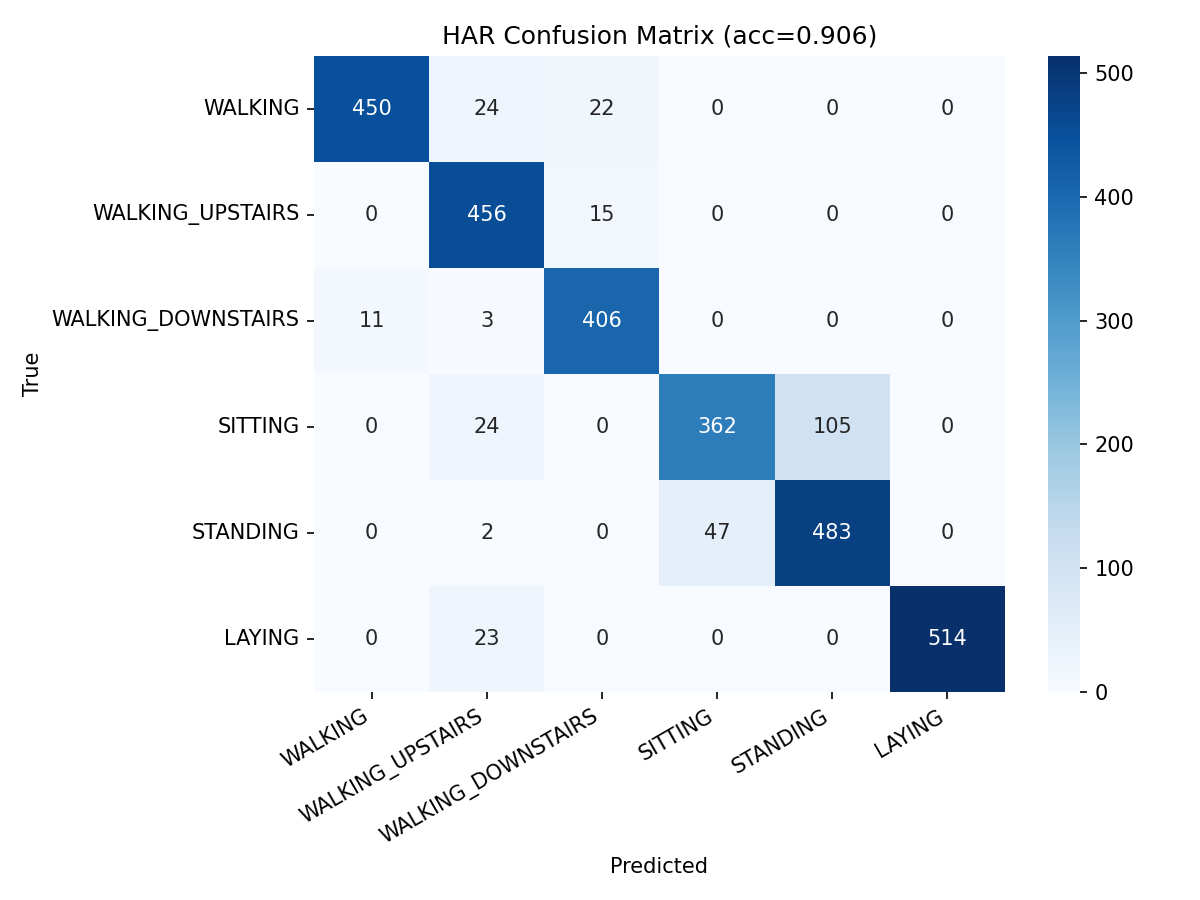 HAR Confusion Matrix (acc=0.906)
WALKING 450 24 22 0 0 0
WALKING_UPSTAIRS 0 456 15 0 0 0
WALKING_DOWNSTAIRS 11 3 406 0 0 0
SITTING 0 24 0 362 105 0
STANDING 0 2 0 47 483 0
LAYING 0 23 0 0 0 514
True
WALKING
WALKING_UPSTAIRS
WALKING_DOWNSTAIRS
SITTING
STANDING
LAYING
Predicted
500
400
300
200
100
0